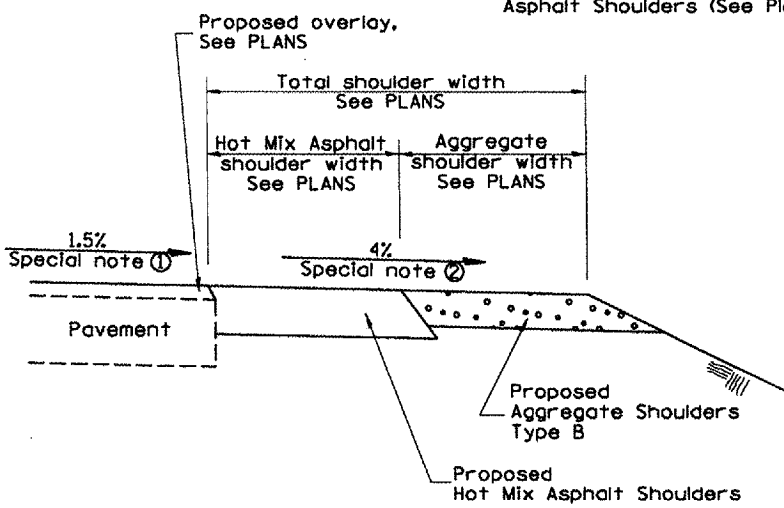 Asphalt Shoulders (See
Proposed overlay,
See PLANS
Total shoulder width
See PLANS
Hot Mix Asphalt
shoulder width
See PLANS
Aggregate
shoulder width
See PLANS
1.5%
Special note ①
4%
Special note ②
Pavement
Proposed
Aggregate Shoulders
Type B
Proposed
Hot Mix Asphalt Shoulders